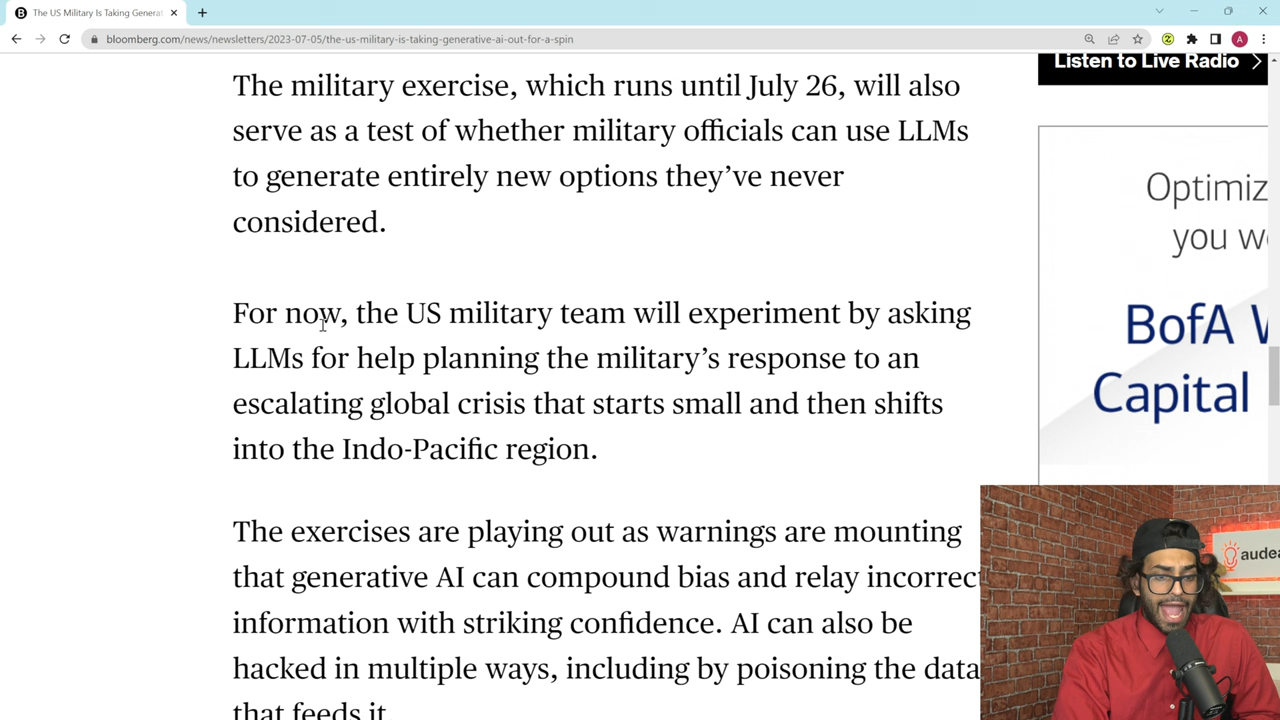 The US Military Is Taking Generat
bloomberg.com/news/newsletters/2023-07-05/the-us-military-is-taking-generative-ai-out-for-a-spin
A
Listen to Live Radio
The military exercise, which runs until July 26, will also
serve as a test of whether military officials can use LLMs
to generate entirely new options they’ve never
considered.
For now, the US military team will experiment by asking
LLMs for help planning the military’s response to an
escalating global crisis that starts small and then shifts
into the Indo-Pacific region.
The exercises are playing out as warnings are mounting
that generative AI can compound bias and relay incorrect
information with striking confidence. AI can also be
hacked in multiple ways, including by poisoning the data
that feeds it
Optimiz
you w
BofA
Capital
audea